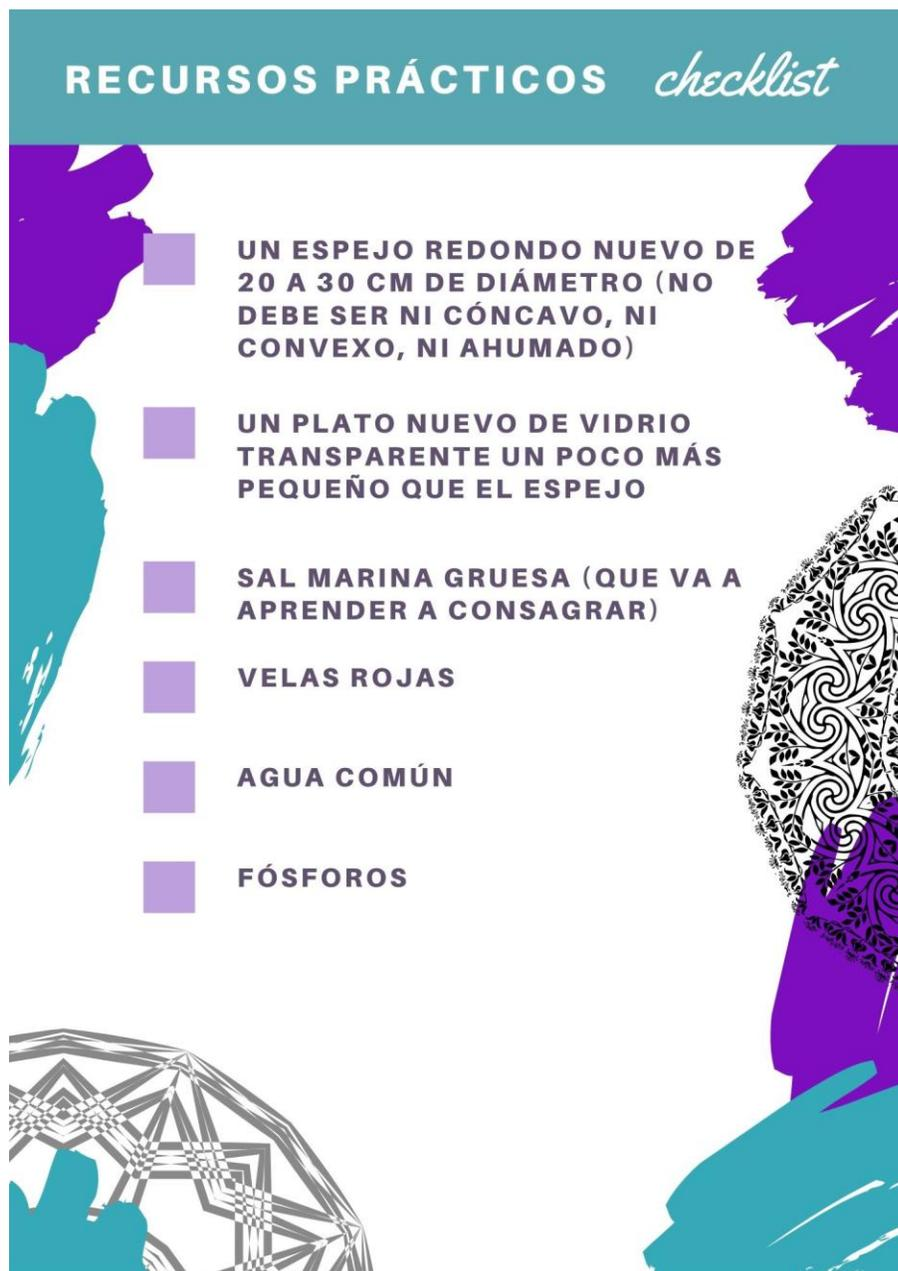 RECURSOS PRÁCTICOS checklist
UN ESPEJO REDONDO NUEVO DE
20 A 30 CM DE DIÁMETRO (NO
DEBE SER NI CÓNCAVO, NI
CONVEXO, NI AHUMADO)
UN PLATO NUEVO DE VIDRIO
TRANSPARENTE UN POCO MÁS
PEQUEÑO QUE EL ESPEJO
SAL MARINA GRUESA (QUE VA A
APRENDER A CONSAGRAR)
VELAS ROJAS
AGUA COMÚN
FÓSFOROS